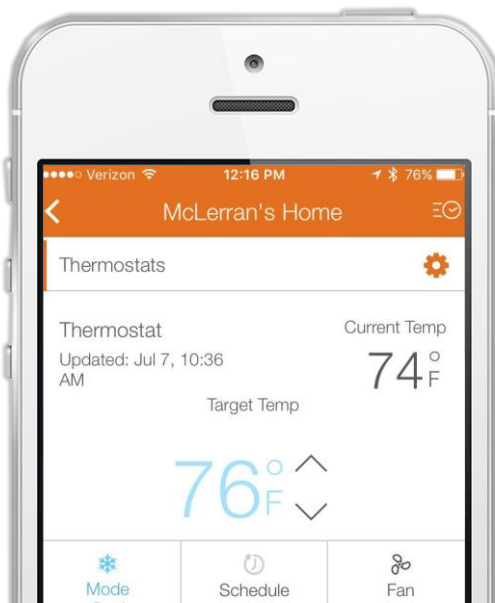 Verizon 12:16 PM 76%
McLerran's Home
Thermostats
Thermostat
Current Temp
Updated: Jul 7, 10:36
AM
74°F
Target Temp
76°F
Mode Schedule Fan